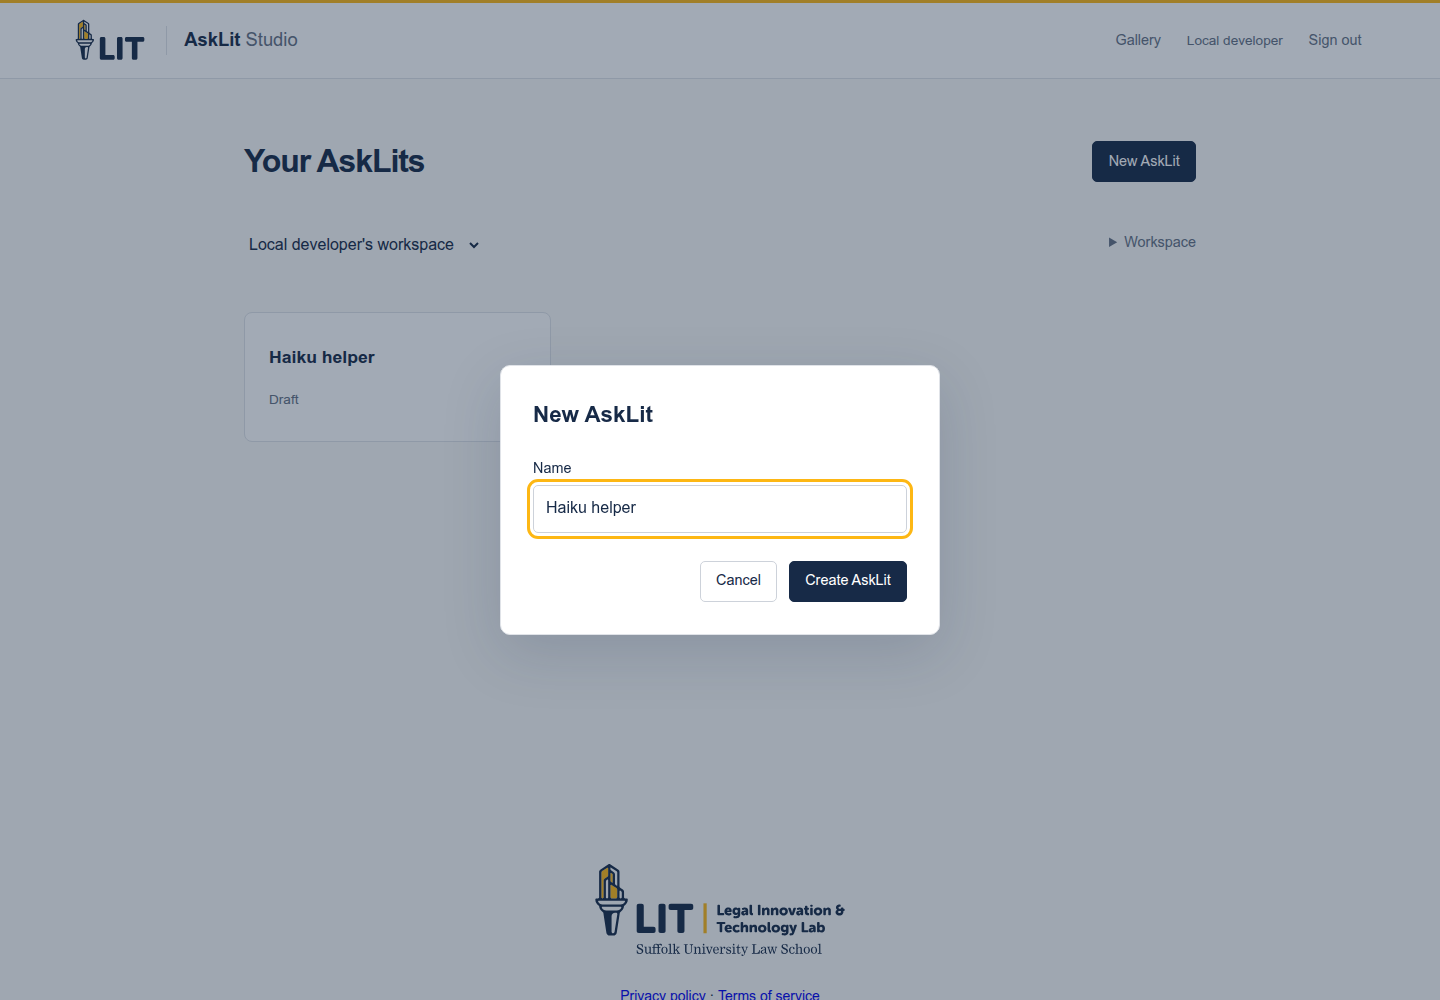 LIT
AskLit Studio
Gallery
Local developer
Sign out
Your AskLits
New AskLit
Local developer's workspace
Workspace
Haiku helper
Draft
New AskLit
Name
Haiku helper
Cancel
Create AskLit
LIT
Legal Innovation &
Technology Lab
Suffolk University Law School
Privacy policy · Terms of service